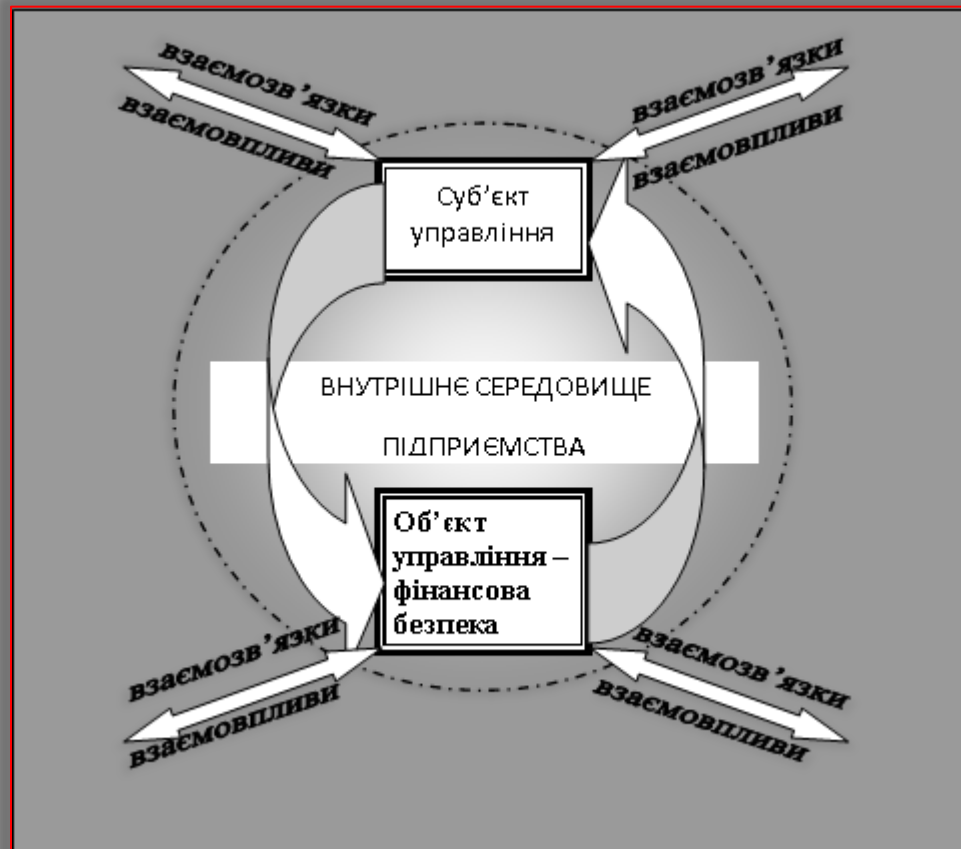 взаємозв’язки
взаємовпливи
взаємозв’язки
взаємовпливи
Суб’єкт
управління
ВНУТРІШНЄ СЕРЕДОВИЩЕ
ПІДПРИЄМСТВА
Об’єкт
управління –
фінансова
безпека
взаємозв’язки
взаємовпливи
взаємозв’язки
взаємовпливи